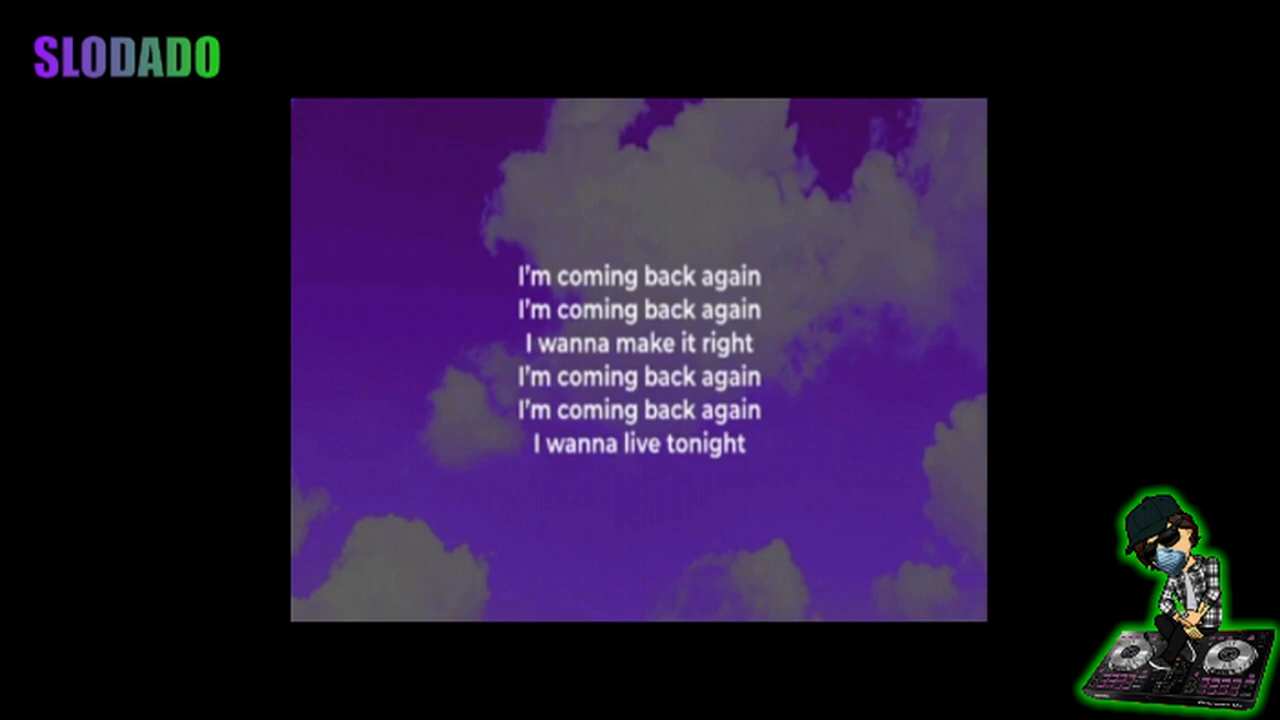 SLODADO
I'm coming back again
I'm coming back again
I wanna make it right
I'm coming back again
I'm coming back again
I wanna live tonight